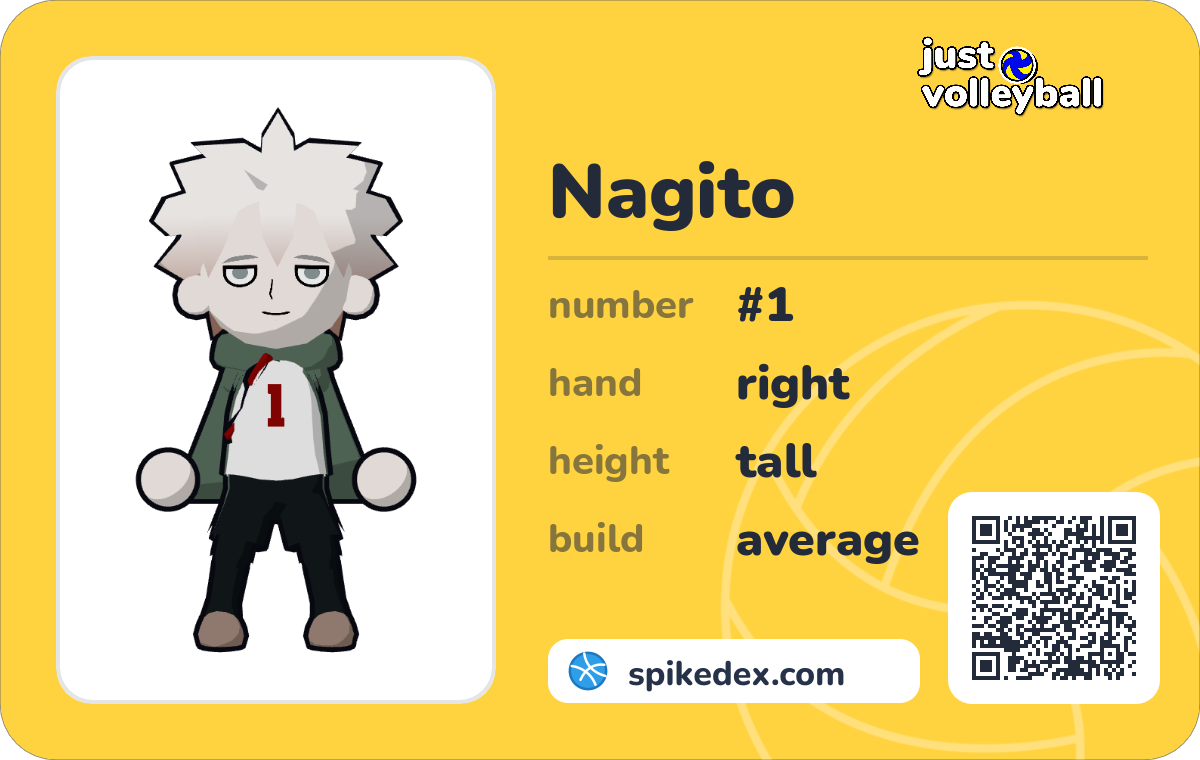 just
volleyball
Nagito
number #1
hand right
height tall
build average
1
spikedex.com